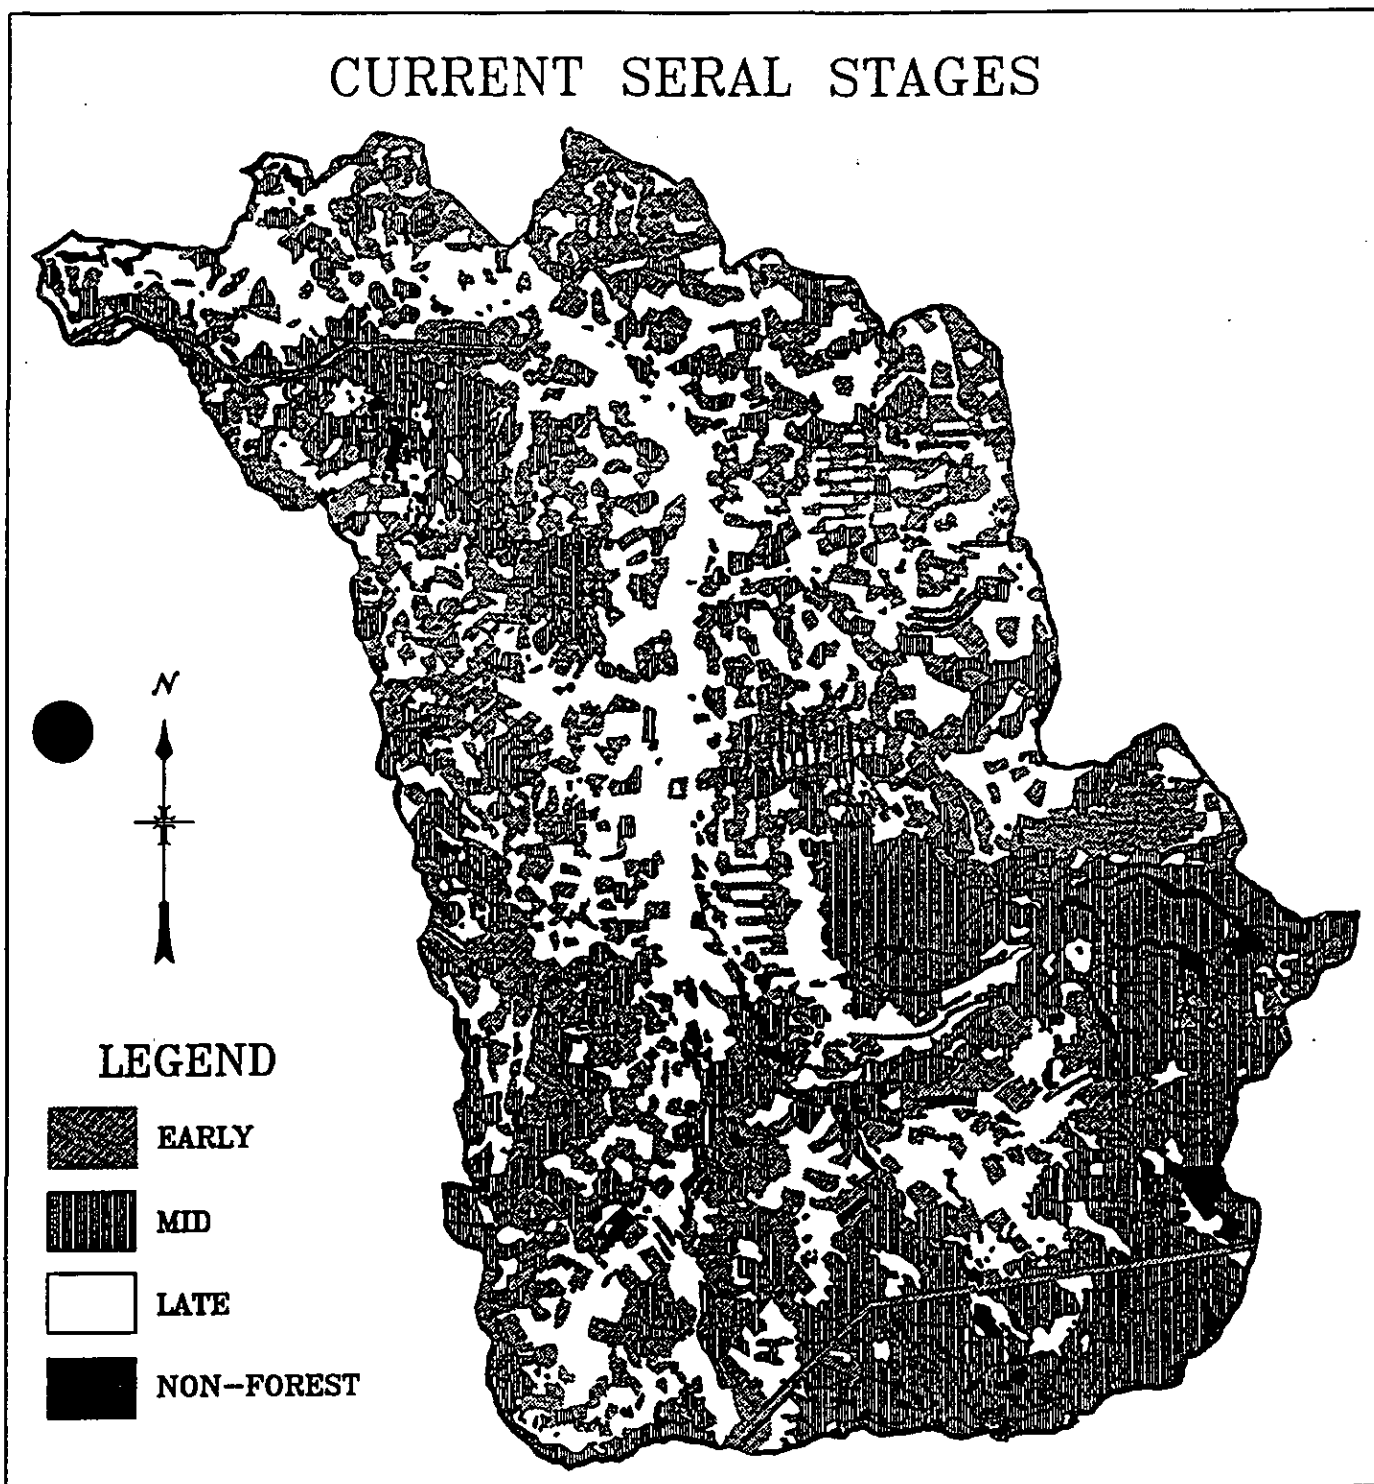 CURRENT SERAL STAGES
N
LEGEND
EARLY
MID
LATE
NON-FOREST